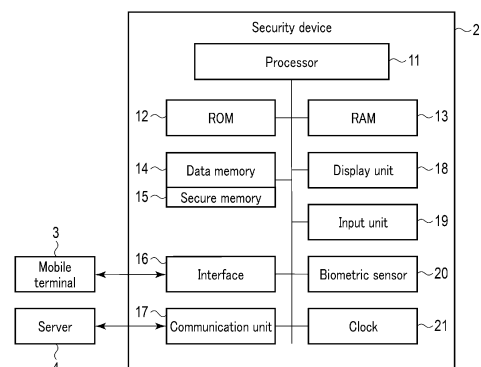 Security device
2
Processor
11
12
ROM
RAM
13
14
Data memory
Display unit
18
15
Secure memory
Input unit
19
3
Mobile
terminal
16
Interface
Biometric sensor
20
Server
17
Communication unit
Clock
21
4